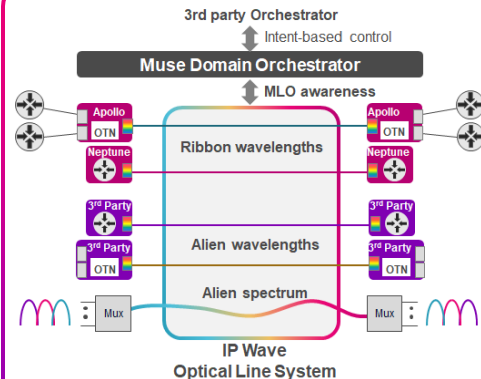 3rd party Orchestrator
Intent-based control
Muse Domain Orchestrator
MLO awareness
Apollo
OTN
Apollo
OTN
Ribbon wavelengths
Neptune
Neptune
3rd Party
3rd Party
Alien wavelengths
3rd Party
OTN
3rd Party
OTN
Alien spectrum
Mux
Mux
IP Wave
Optical Line System